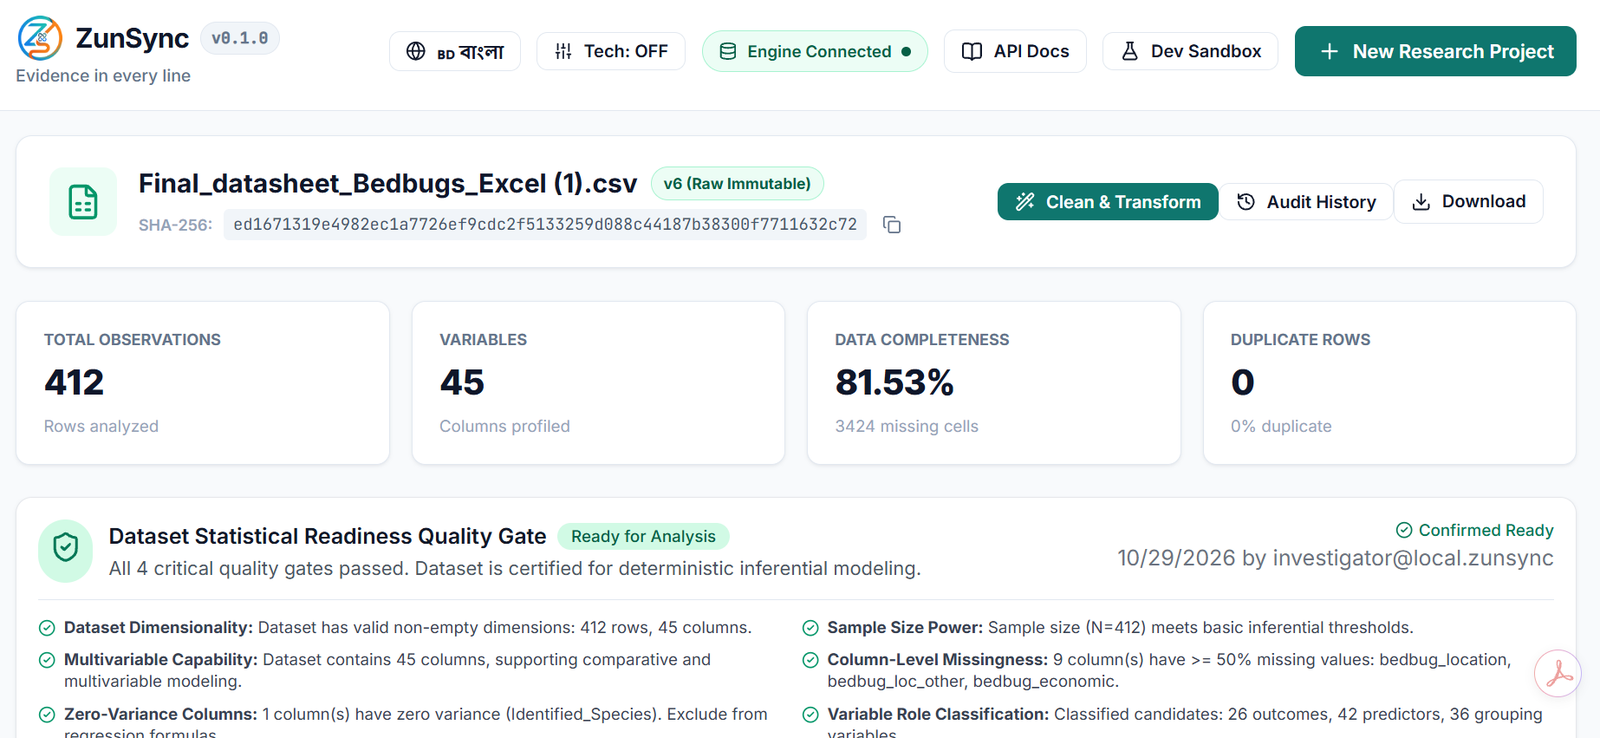 ZunSync v0.1.0
Evidence in every line
BD বাংলা
Tech: OFF
Engine Connected
API Docs
Dev Sandbox
New Research Project
Final_datasheet_Bedbugs_Excel (1).csv
v6 (Raw Immutable)
SHA-256: ed1671319e4982ec1a7726ef9cdc2f5133259d088c44187b38300f7711632c72
Clean & Transform
Audit History
Download
TOTAL OBSERVATIONS
412
Rows analyzed
VARIABLES
45
Columns profiled
DATA COMPLETENESS
81.53%
3424 missing cells
DUPLICATE ROWS
0
0% duplicate
Dataset Statistical Readiness Quality Gate
Ready for Analysis
All 4 critical quality gates passed. Dataset is certified for deterministic inferential modeling.
Confirmed Ready
10/29/2026 by investigator@local.zunsync
Dataset Dimensionality: Dataset has valid non-empty dimensions: 412 rows, 45 columns.
Sample Size Power: Sample size (N=412) meets basic inferential thresholds.
Multivariable Capability: Dataset contains 45 columns, supporting comparative and
multivariable modeling.
Column-Level Missingness: 9 column(s) have >= 50% missing values: bedbug_location,
bedbug_loc_other, bedbug_economic.
Zero-Variance Columns: 1 column(s) have zero variance (Identified_Species). Exclude from
regression formulas.
Variable Role Classification: Classified candidates: 26 outcomes, 42 predictors, 36 grouping
variables.